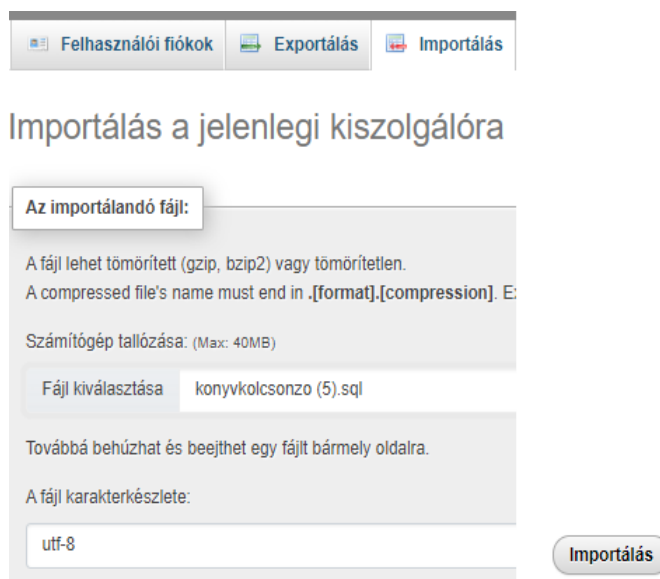 Felhasználói fiókok Exportálás Importálás
Importálás a jelenlegi kiszolgálóra
Az importálandó fájl:
A fájl lehet tömörített (gzip, bzip2) vagy tömörítetlen.
A compressed file's name must end in .[format].[compression]. E
Számítógép tallózása: (Max: 40MB)
Fájl kiválasztása konyvkolcsonzo (5).sql
Továbbá behúzhat és beejthet egy fájlt bármely oldalra.
A fájl karakterkészlete:
utf-8
Importálás